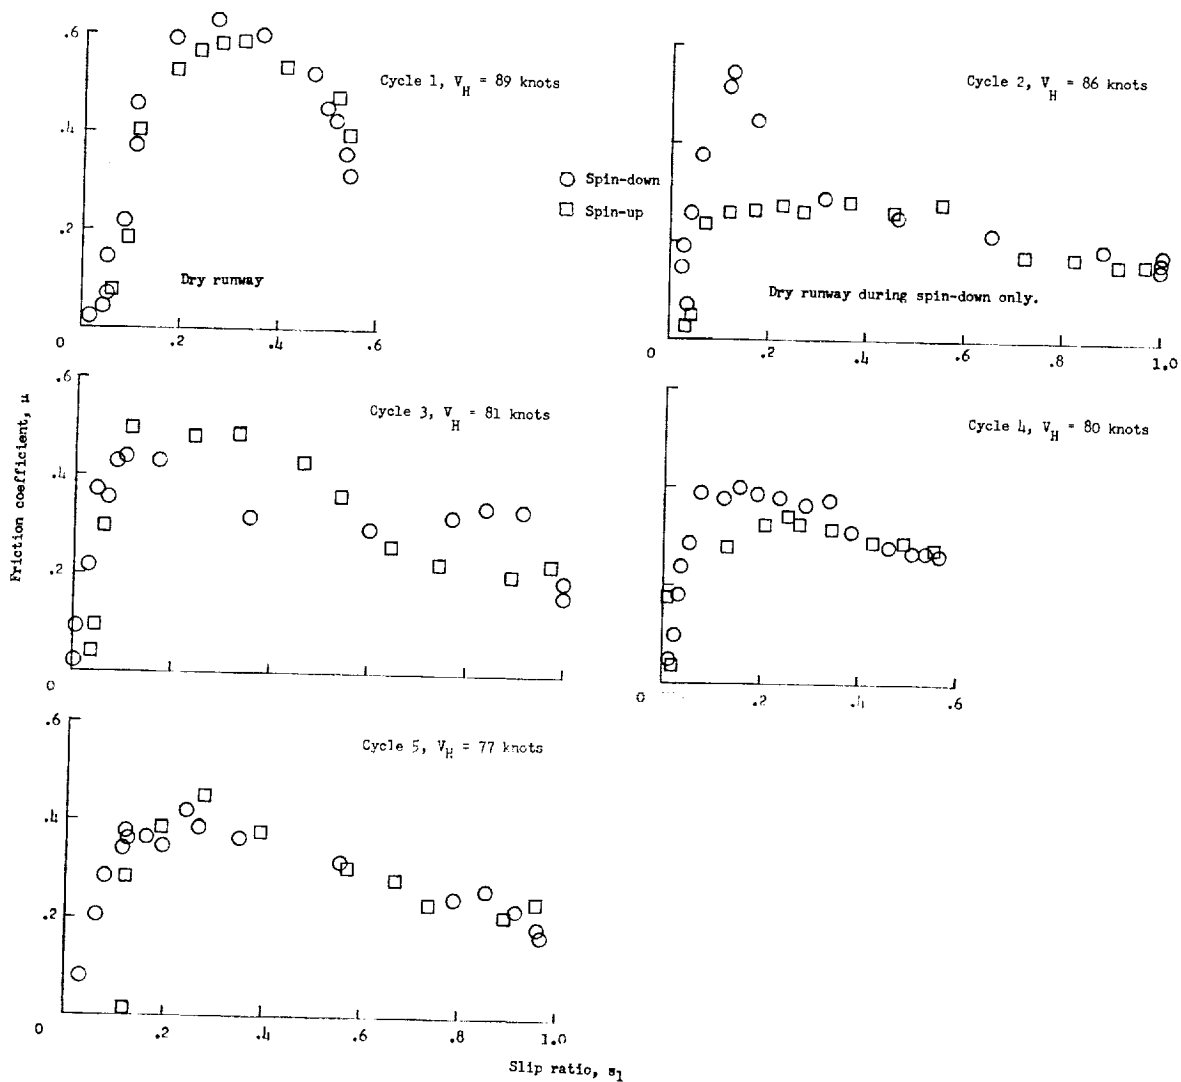 .6
.4
.2
0
.2
.4
.6
Cycle 1, V_H = 89 knots
Dry runway
○ Spin-down
□ Spin-up
Cycle 2, V_H = 86 knots
Dry runway during spin-down only.
0
.2
.4
.6
.8
1.0
Friction coefficient, μ
.6
.4
.2
0
Cycle 3, V_H = 81 knots
Cycle 4, V_H = 80 knots
0
.2
.4
.6
.6
.4
.2
0
Cycle 5, V_H = 77 knots
.2
.4
.6
.8
1.0
Slip ratio, s_1